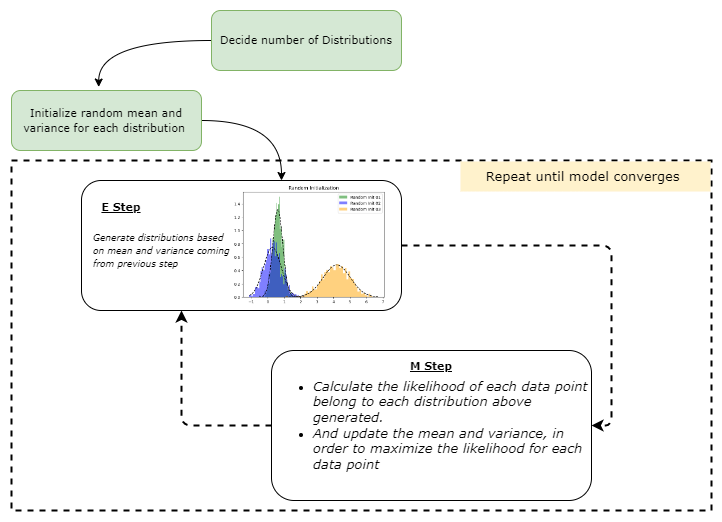 Decide number of Distributions
Initialize random mean and
variance for each distribution
Repeat until model converges
E Step
Generate distributions based
on mean and variance coming
from previous step
Random Initialization
Random Init 01
Random Init 02
Random Init 03
1.4
1.2
1.0
0.8
0.6
0.4
0.2
0.0
-1 0 1 2 3 4 5 6 7
M Step
• Calculate the likelihood of each data point
belong to each distribution above
generated.
• And update the mean and variance, in
order to maximize the likelihood for each
data point